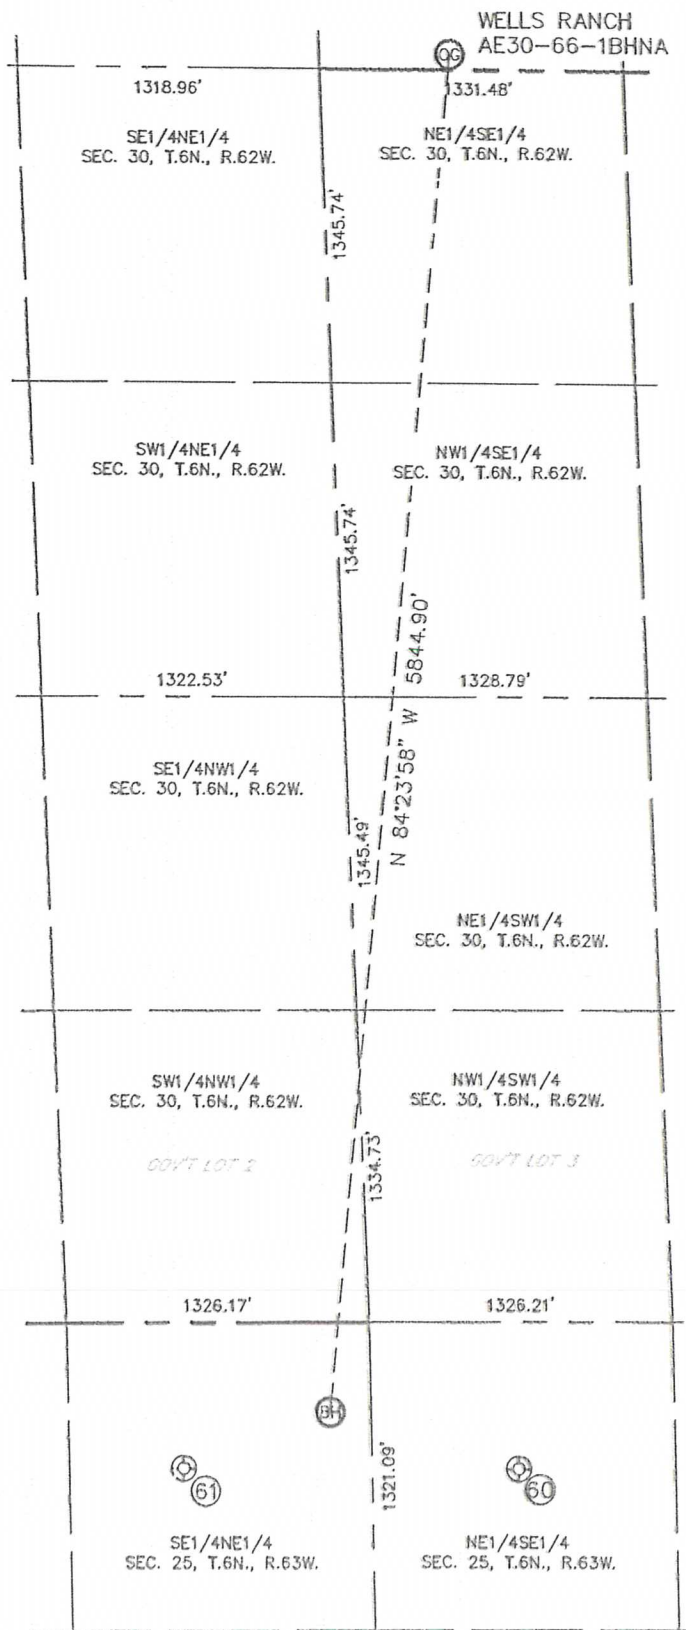 WELLS RANCH
AE30-66-1BHNA
OG
1318.96'
1331.48'
SE1/4NE1/4
SEC. 30, T.6N., R.62W.
NE1/4SE1/4
SEC. 30, T.6N., R.62W.
1345.74'
SW1/4NE1/4
SEC. 30, T.6N., R.62W.
NW1/4SE1/4
SEC. 30, T.6N., R.62W.
1345.74'
N 84°23'58" W 5844.90'
1322.53'
1328.79'
SE1/4NW1/4
SEC. 30, T.6N., R.62W.
1345.49'
NE1/4SW1/4
SEC. 30, T.6N., R.62W.
SW1/4NW1/4
SEC. 30, T.6N., R.62W.
NW1/4SW1/4
SEC. 30, T.6N., R.62W.
GOV'T LOT 2
GOV'T LOT 3
1334.73'
1326.17'
1326.21'
BH
1321.09'
61
60
SE1/4NE1/4
SEC. 25, T.6N., R.63W.
NE1/4SE1/4
SEC. 25, T.6N., R.63W.